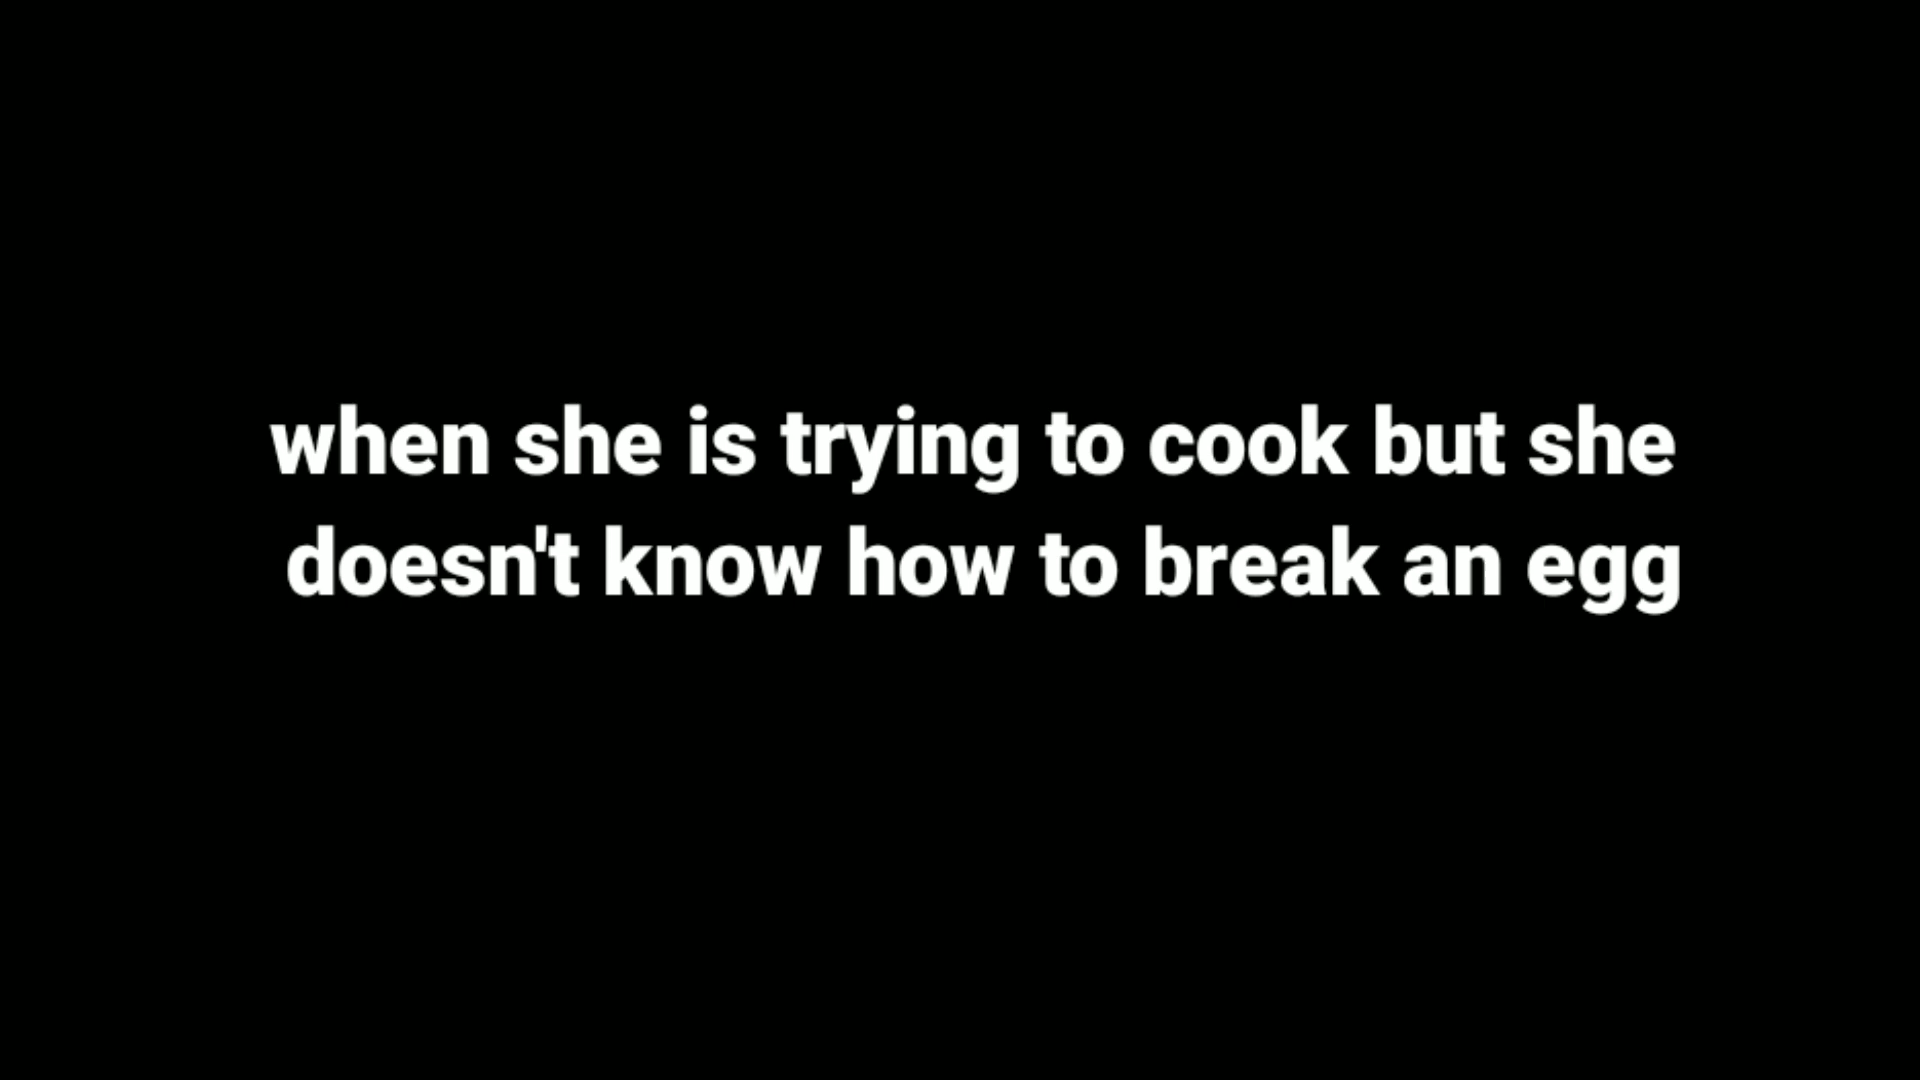 when she is trying to cook but she
doesn't know how to break an egg